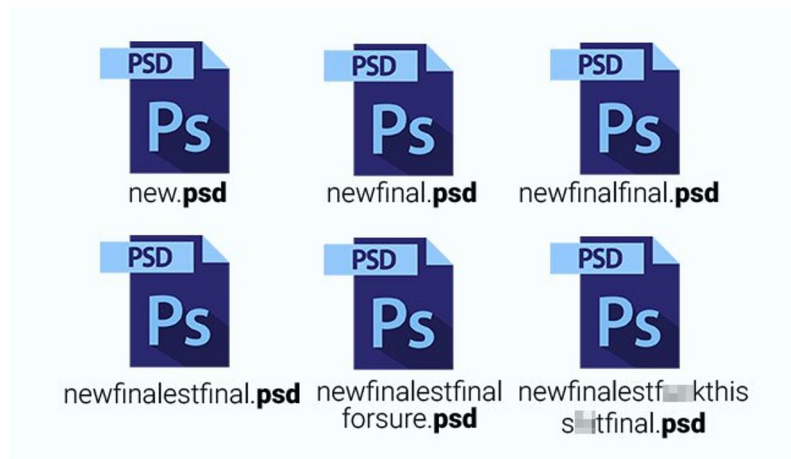 PSD
Ps
new.psd
PSD
Ps
newfinal.psd
PSD
Ps
newfinalfinal.psd
PSD
Ps
newfinalestfinal.psd
PSD
Ps
newfinalestfinal
forsure.psd
PSD
Ps